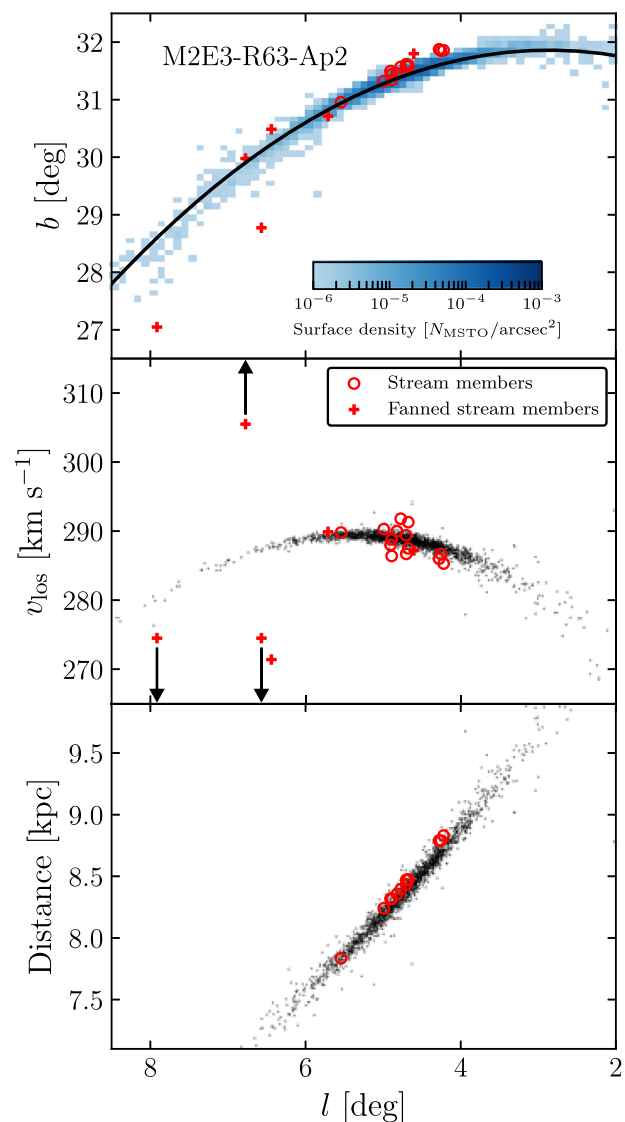 32
31
30
29
28
27
b [deg]
M2E3-R63-Ap2
10⁻⁶ 10⁻⁵ 10⁻⁴ 10⁻³
Surface density [N_MSTO/arcsec²]
310
300
290
280
270
v_los [km s⁻¹]
Stream members
Fanned stream members
9.5
9.0
8.5
8.0
7.5
Distance [kpc]
8 6 4 2
l [deg]